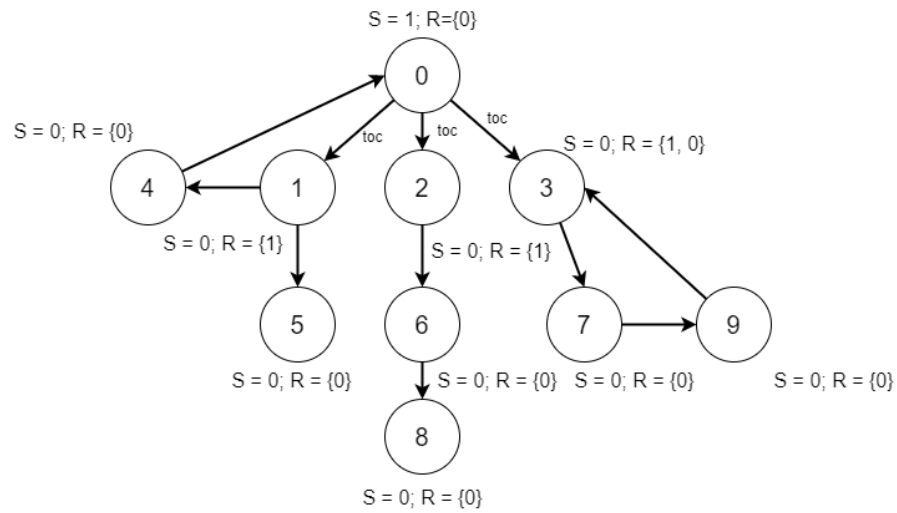 S = 1; R={0}
0
toc
toc
toc
S = 0; R = {0}
S = 0; R = {1, 0}
4
1
2
3
S = 0; R = {1}
S = 0; R = {1}
5
6
7
9
S = 0; R = {0}
S = 0; R = {0}
S = 0; R = {0}
S = 0; R = {0}
8
S = 0; R = {0}